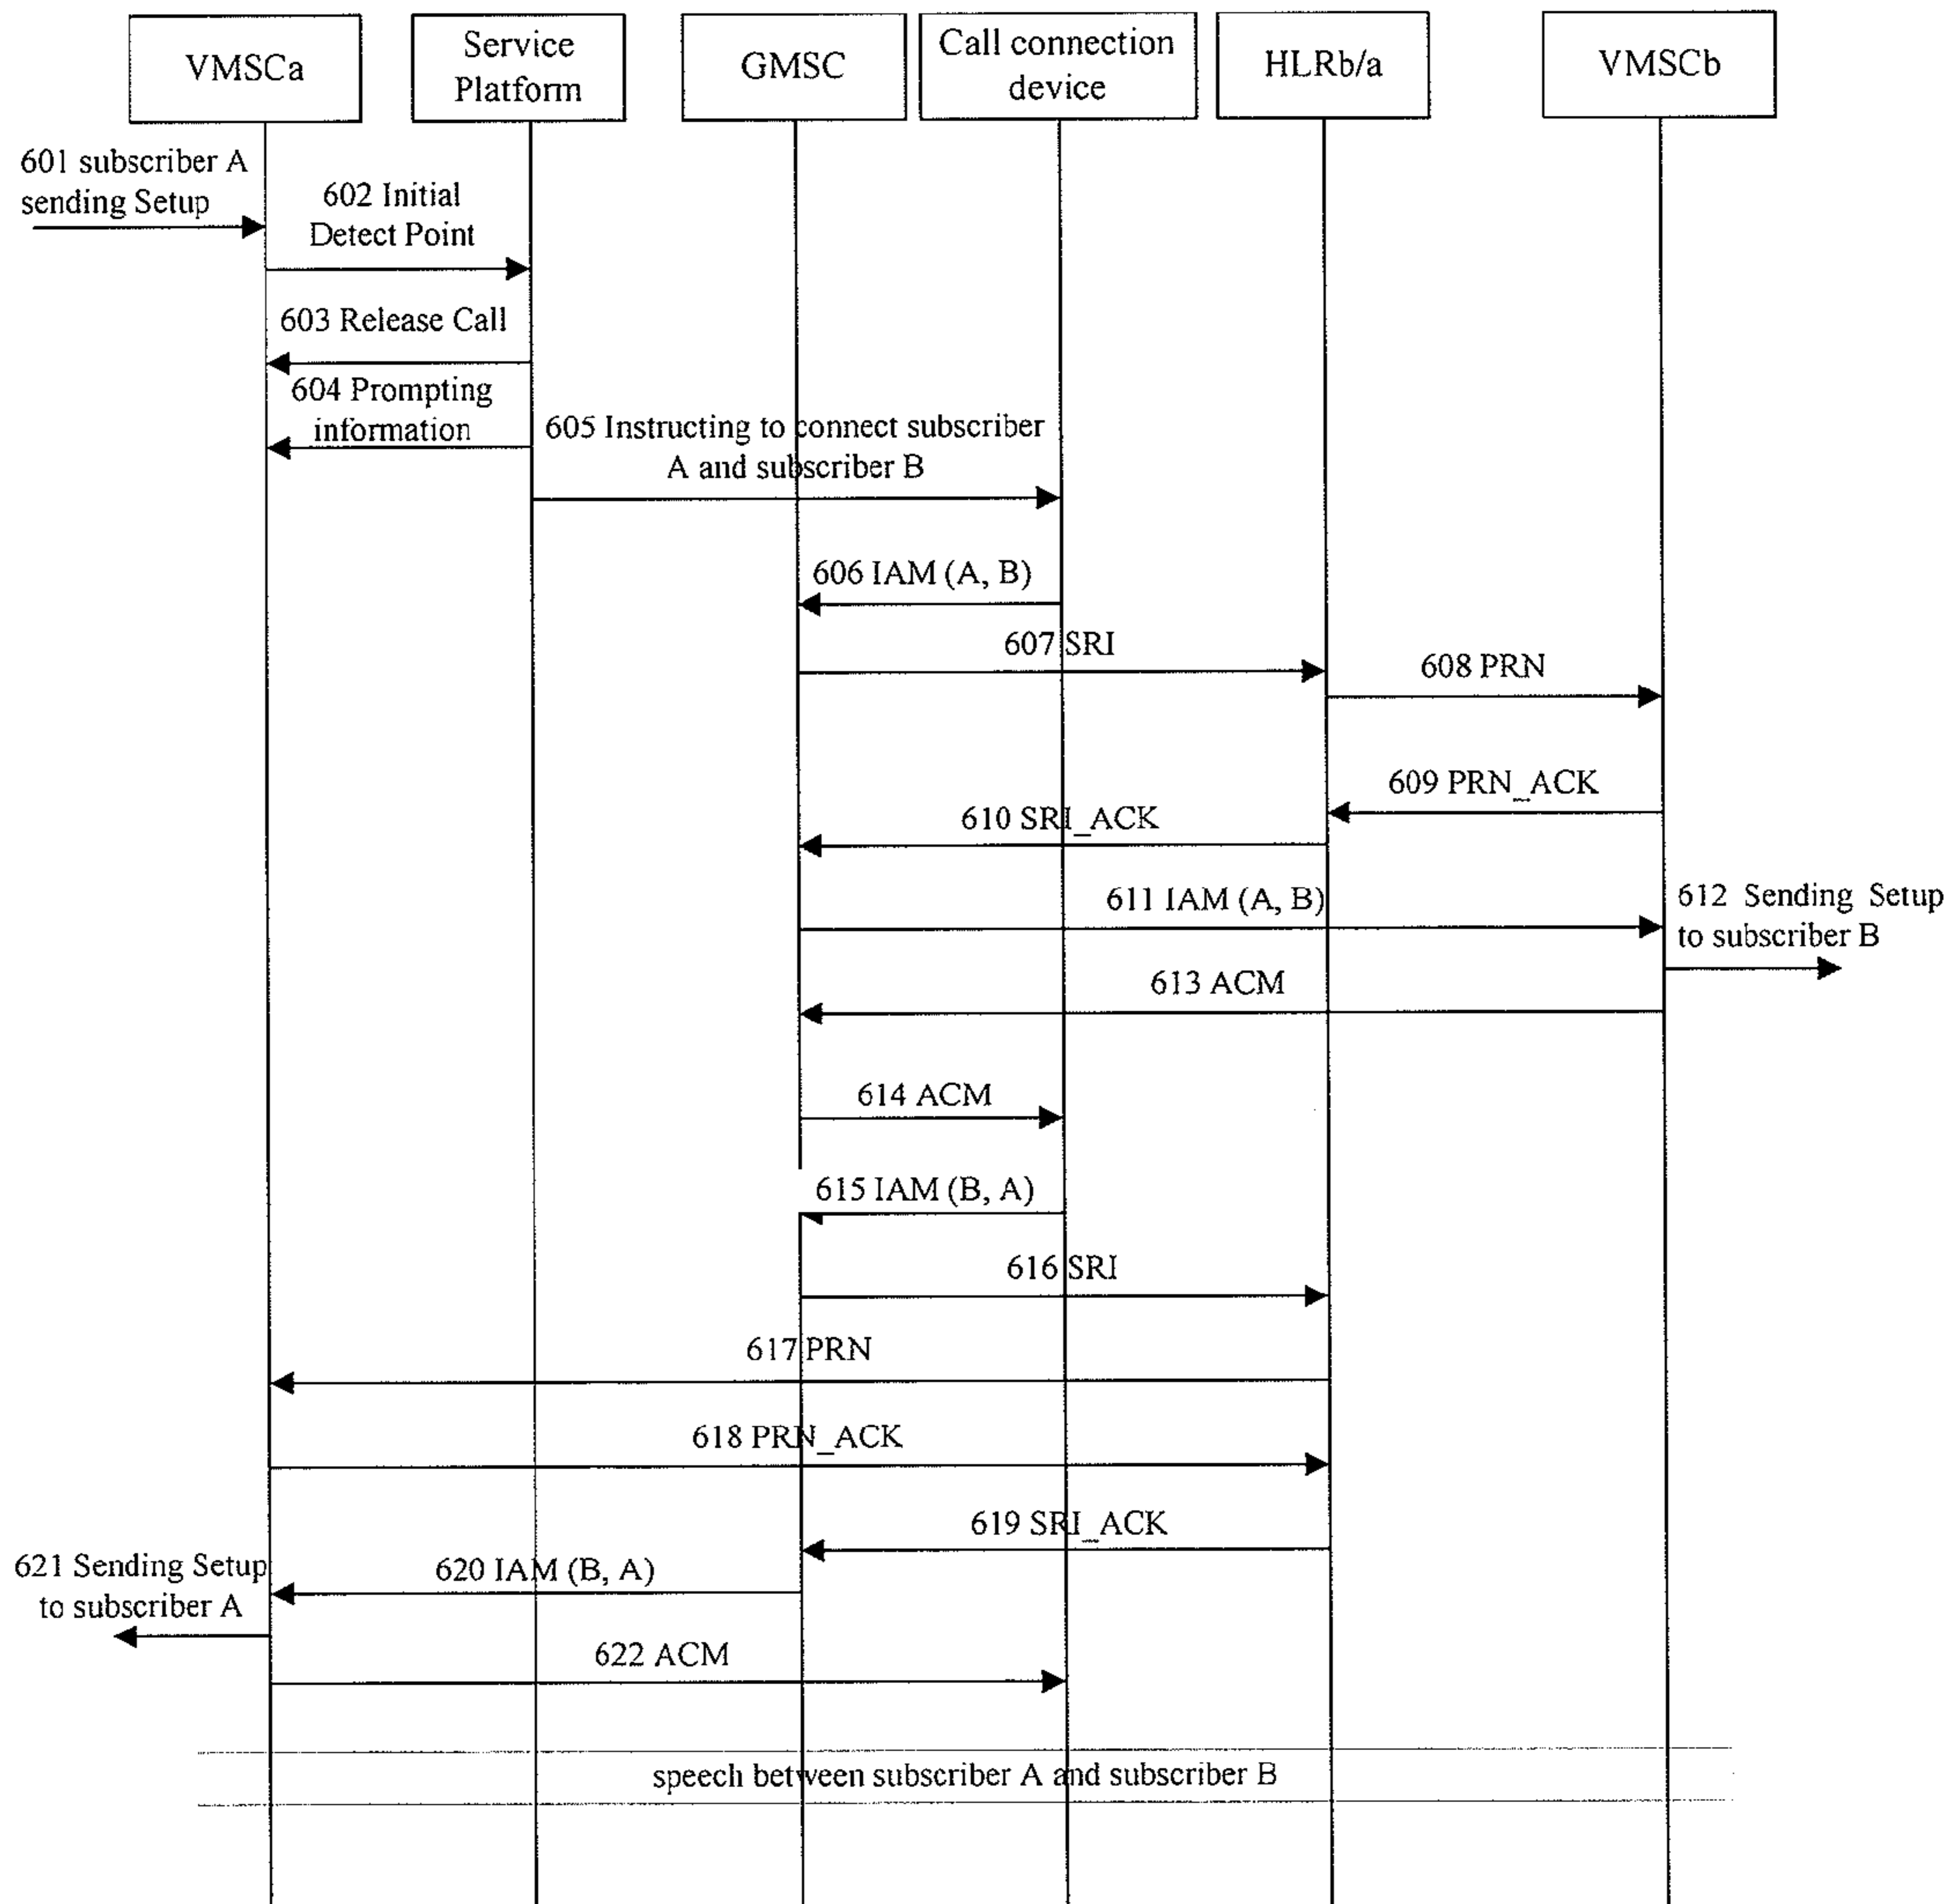 VMSCa
Service
Platform
GMSC
Call connection
device
HLRb/a
VMSCb
601 subscriber A
sending Setup
602 Initial
Detect Point
603 Release Call
604 Prompting
information
605 Instructing to connect subscriber
A and subscriber B
606 IAM (A, B)
607 SRI
608 PRN
609 PRN_ACK
610 SRI_ACK
611 IAM (A, B)
612 Sending Setup
to subscriber B
613 ACM
614 ACM
615 IAM (B, A)
616 SRI
617 PRN
618 PRN_ACK
619 SRI_ACK
620 IAM (B, A)
621 Sending Setup
to subscriber A
622 ACM
speech between subscriber A and subscriber B